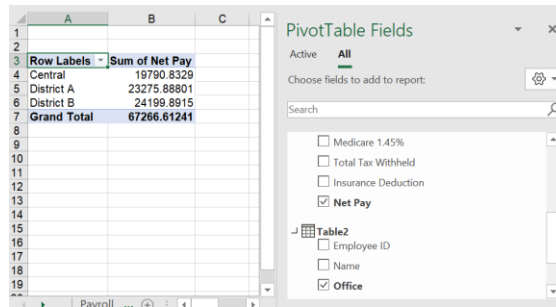 A B C
1
2
3 Row Labels Sum of Net Pay
4 Central 19790.8329
5 District A 23275.88801
6 District B 24199.8915
7 Grand Total 67266.61241
8
9
10
11
12
13
14
15
16
17
18
19
Payroll ...
PivotTable Fields
Active All
Choose fields to add to report:
Search
Medicare 1.45%
Total Tax Withheld
Insurance Deduction
Net Pay
Table2
Employee ID
Name
Office